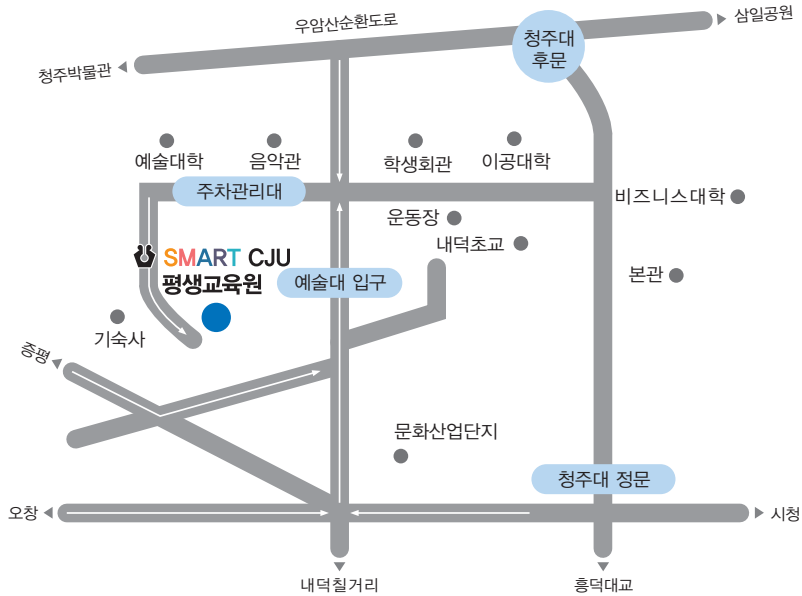 우암산순환도로
삼일공원
청주대
후문
청주박물관
예술대학
음악관
학생회관
이공대학
주차관리대
비즈니스대학
운동장
내덕초교
SMART CJU
평생교육원
예술대 입구
본관
기숙사
증평
문화산업단지
청주대 정문
오창
시청
내덕칠거리
흥덕대교